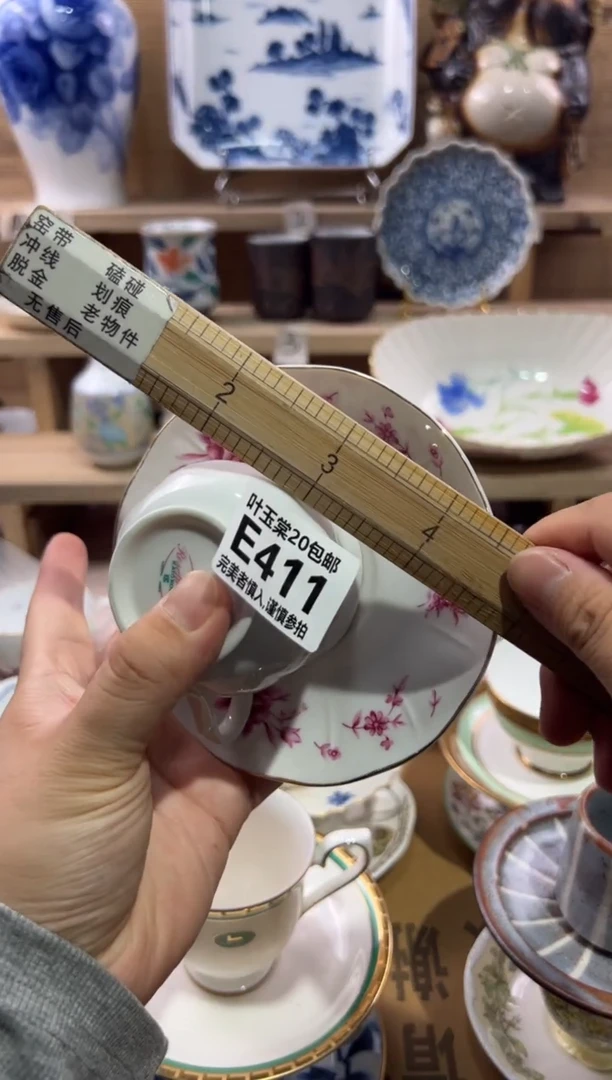 窑带 磕碰
冲线 划痕
脱金 老物件
无售后
2
3
4
叶玉棠20包邮
E411
完美者慎入,谨慎参拍
谢